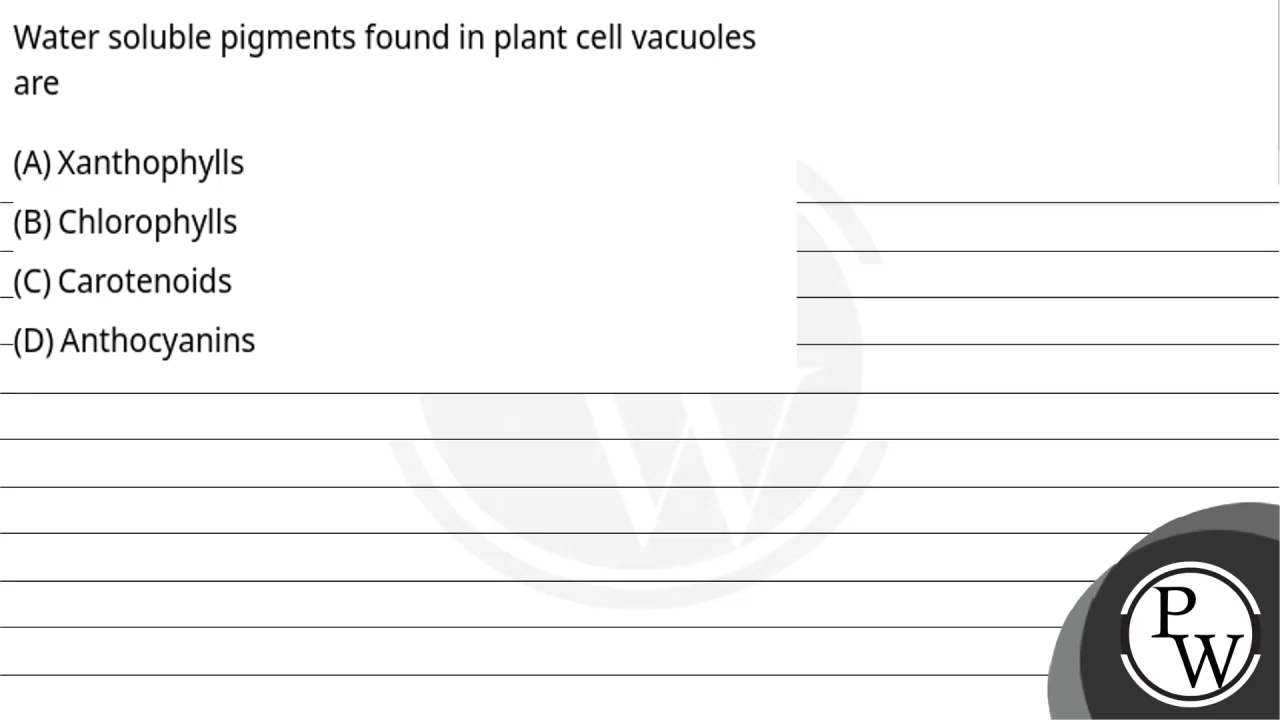 Water soluble pigments found in plant cell vacuoles
are
(A) Xanthophylls
(B) Chlorophylls
(C) Carotenoids
(D) Anthocyanins
PW